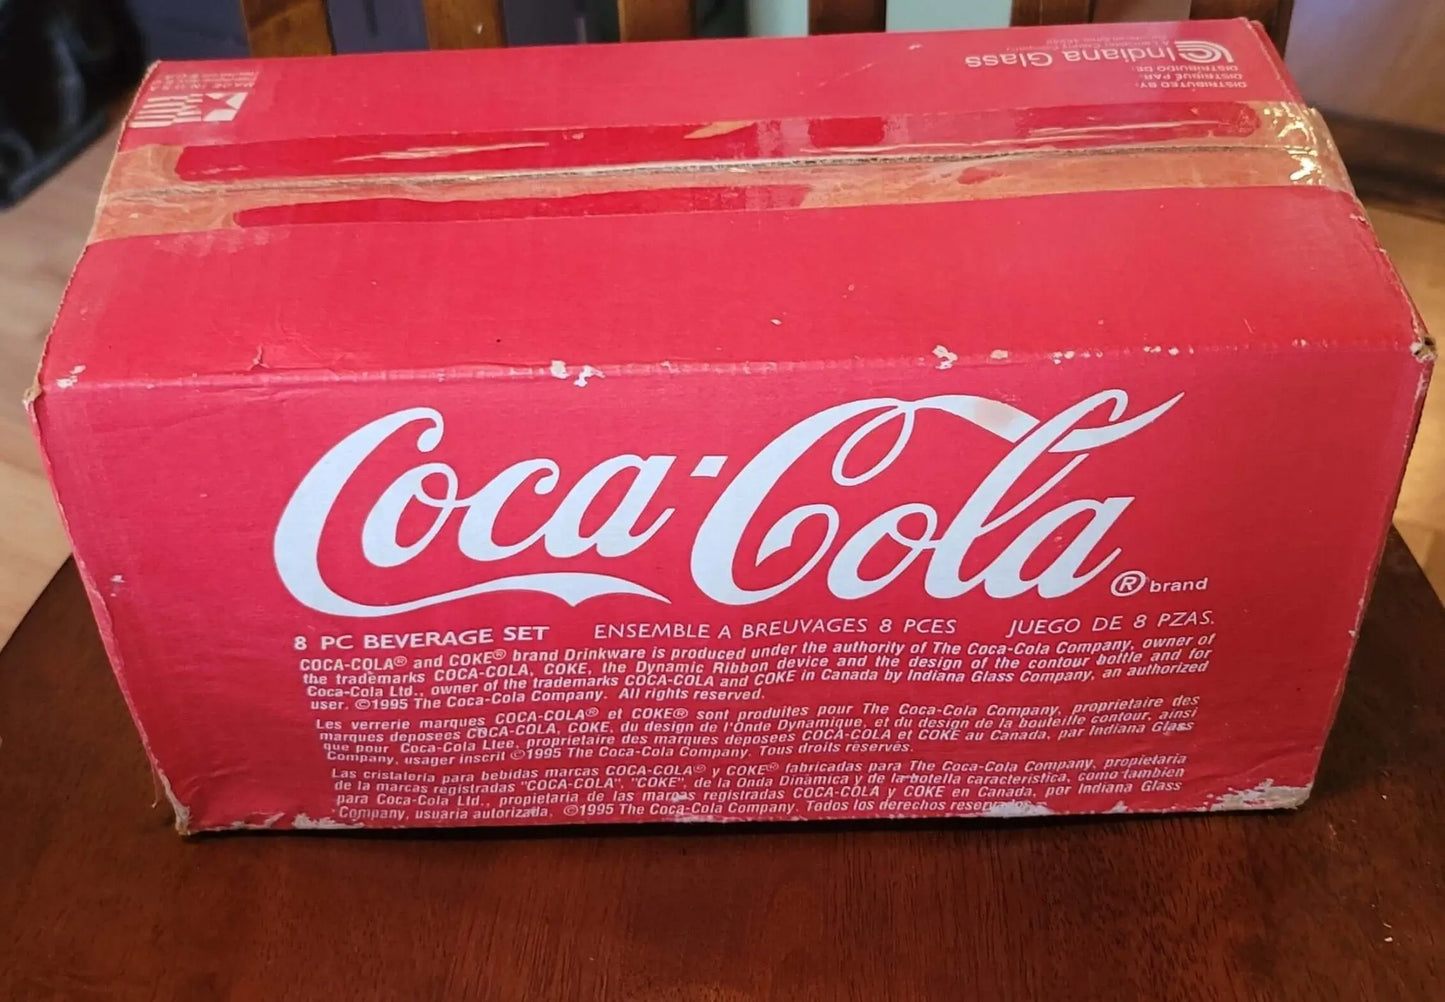 Indiana Glass
DISTRIBUTED BY:
DISTRIBUÉ PAR:
DISTRIBUIDO DE:
MADE IN U.S.A.
Coca-Cola
® brand
8 PC BEVERAGE SET ENSEMBLE A BREUVAGES 8 PCES JUEGO DE 8 PZAS.
COCA-COLA® and COKE® brand Drinkware is produced under the authority of The Coca-Cola Company, owner of
the trademarks COCA-COLA, COKE, the Dynamic Ribbon device and the design of the contour bottle and for
Coca-Cola Ltd., owner of the trademarks COCA-COLA and COKE in Canada by Indiana Glass Company, an authorized
user. ©1995 The Coca-Cola Company. All rights reserved.
Les verrerie marques COCA-COLA® et COKE® sont produites pour The Coca-Cola Company, proprietaire des
marques deposees COCA-COLA, COKE, du design de l'Onde Dynamique, et du design de la bouteille contour, ainsi
que pour Coca-Cola Ltee, proprietaire des marques deposees COCA-COLA et COKE au Canada, par Indiana Glass
Company, usager inscrit ©1995 The Coca-Cola Company. Tous droits reservés.
Las cristalería para bebidas marcas COCA-COLA® y COKE® fabricadas para The Coca-Cola Company, propietaria
de la marcas registradas "COCA-COLA", "COKE", de la Onda Dinámica y de la botella característica, como también
para Coca-Cola Ltd., propietaria de las marcas registradas COCA-COLA y COKE en Canada, por Indiana Glass
Company, usuaria autorizada. ©1995 The Coca-Cola Company. Todos los derechos reservados.